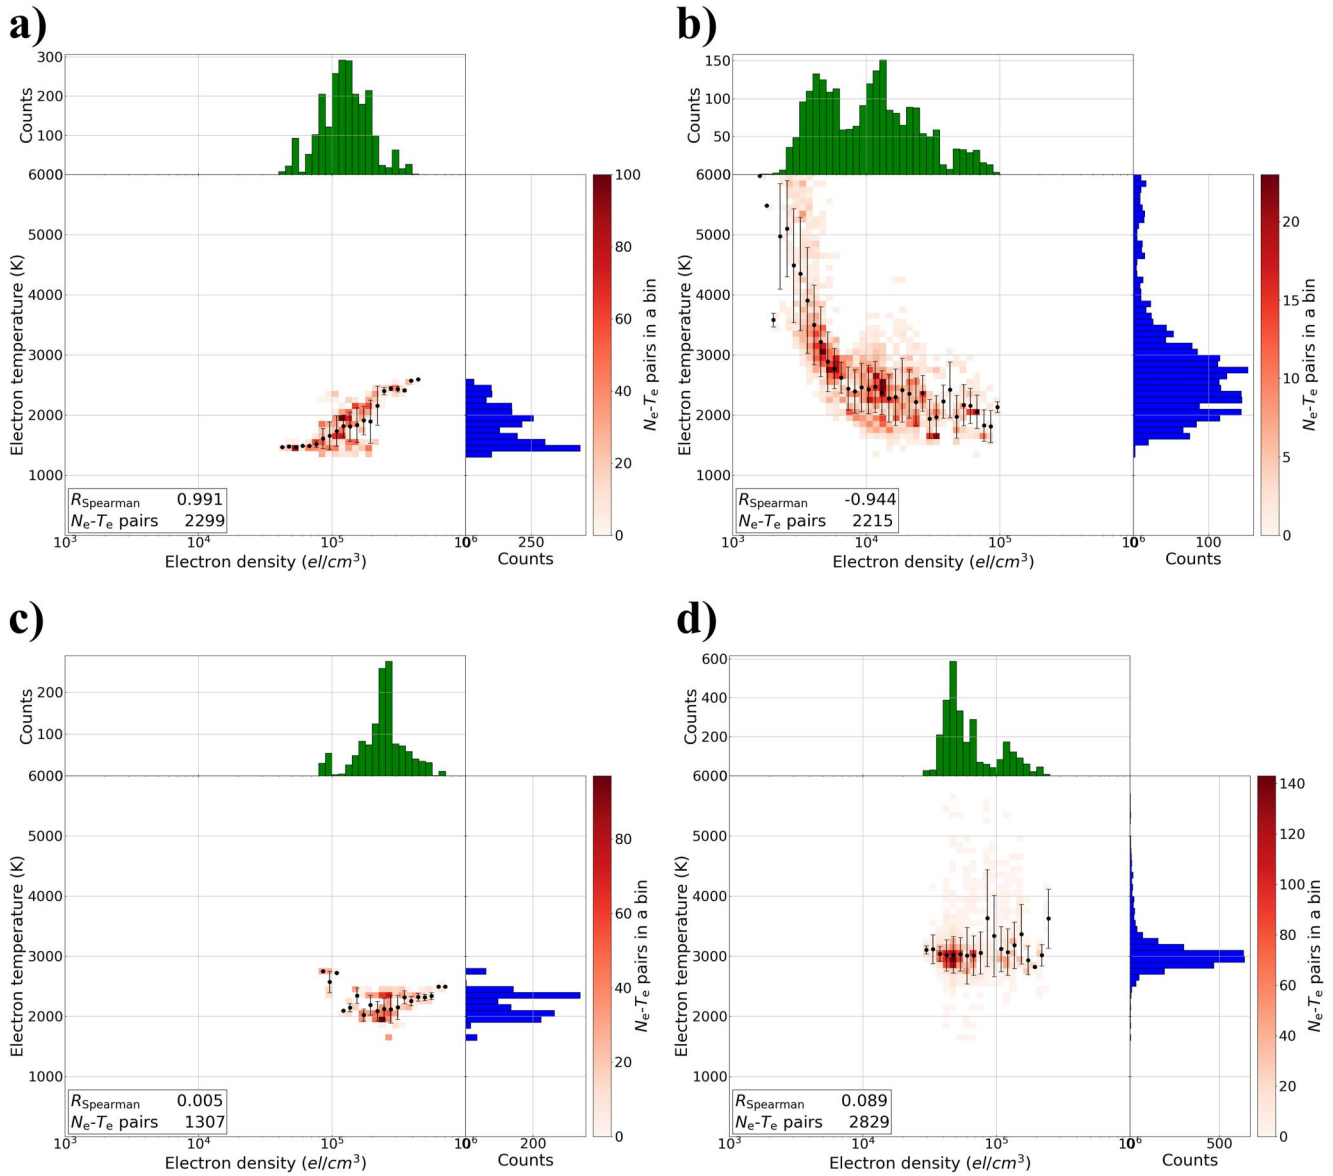 a)
300
200
100
Counts
6000
0
5000
4000
3000
2000
1000
Electron temperature (K)
R_Spearman 0.991
N_e-T_e pairs 2299
10^3
10^4
10^5
10^6
0
250
Electron density (el/cm^3)
Counts
100
80
60
40
20
0
N_e-T_e pairs in a bin
b)
150
100
50
Counts
6000
0
5000
4000
3000
2000
1000
Electron temperature (K)
R_Spearman -0.944
N_e-T_e pairs 2215
10^3
10^4
10^5
10^6
0
100
Electron density (el/cm^3)
Counts
20
15
10
5
0
N_e-T_e pairs in a bin
c)
200
100
Counts
6000
0
5000
4000
3000
2000
1000
Electron temperature (K)
R_Spearman 0.005
N_e-T_e pairs 1307
10^3
10^4
10^5
10^6
0
200
Electron density (el/cm^3)
Counts
80
60
40
20
0
N_e-T_e pairs in a bin
d)
600
400
200
Counts
6000
0
5000
4000
3000
2000
1000
Electron temperature (K)
R_Spearman 0.089
N_e-T_e pairs 2829
10^3
10^4
10^5
10^6
0
500
Electron density (el/cm^3)
Counts
140
120
100
80
60
40
20
0
N_e-T_e pairs in a bin